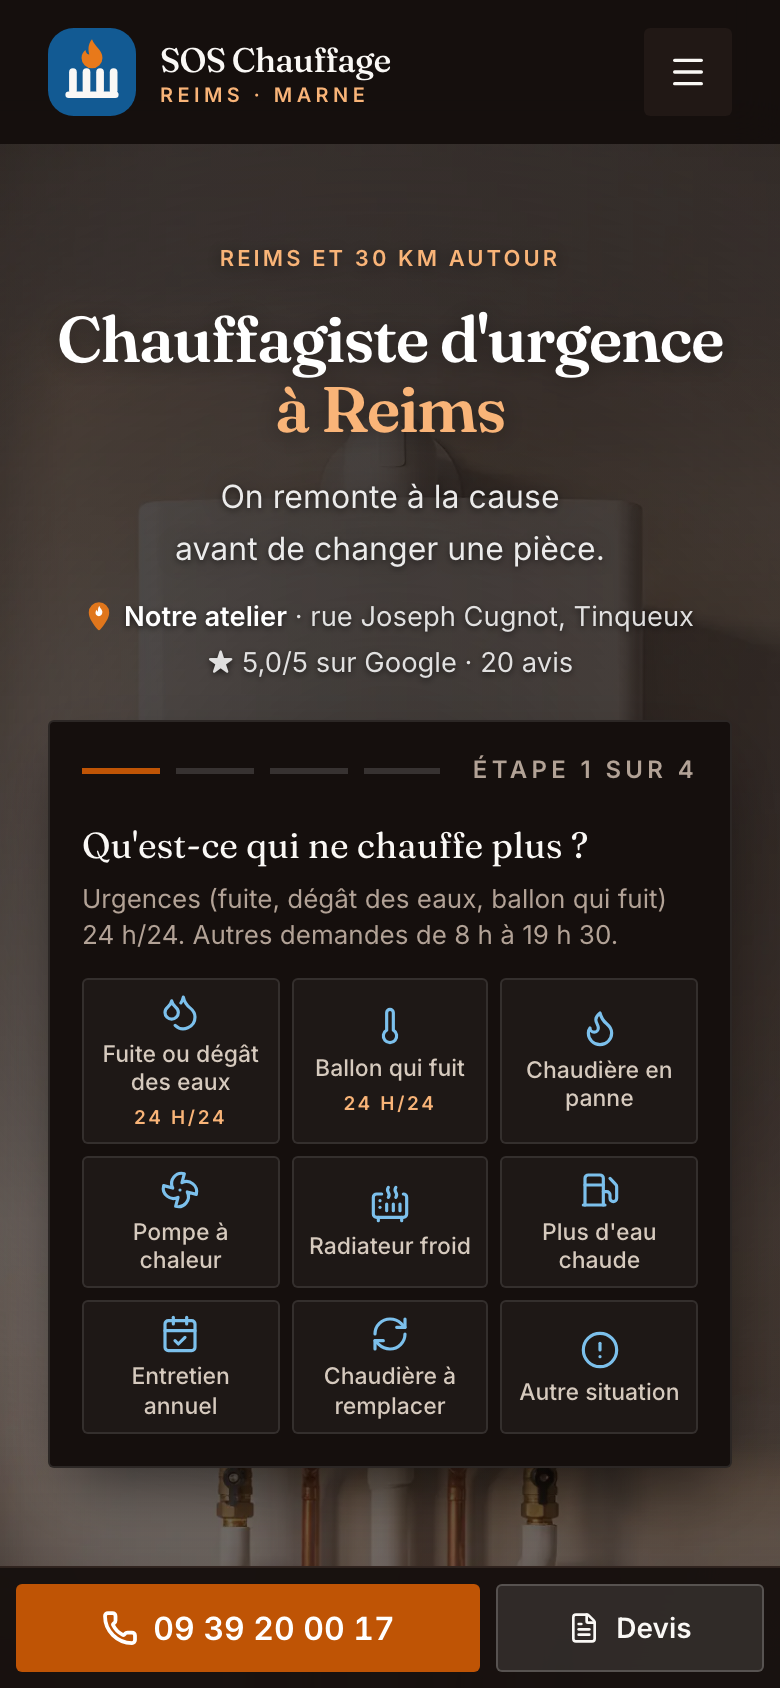 SOS Chauffage
REIMS · MARNE
REIMS ET 30 KM AUTOUR
Chauffagiste d'urgence
à Reims
On remonte à la cause
avant de changer une pièce.
Notre atelier · rue Joseph Cugnot, Tinqueux
★ 5,0/5 sur Google · 20 avis
ÉTAPE 1 SUR 4
Qu'est-ce qui ne chauffe plus ?
Urgences (fuite, dégât des eaux, ballon qui fuit)
24 h/24. Autres demandes de 8 h à 19 h 30.
Fuite ou dégât
des eaux
24 H/24
Ballon qui fuit
24 H/24
Chaudière en
panne
Pompe à
chaleur
Radiateur froid
Plus d'eau
chaude
Entretien
annuel
Chaudière à
remplacer
Autre situation
09 39 20 00 17
Devis